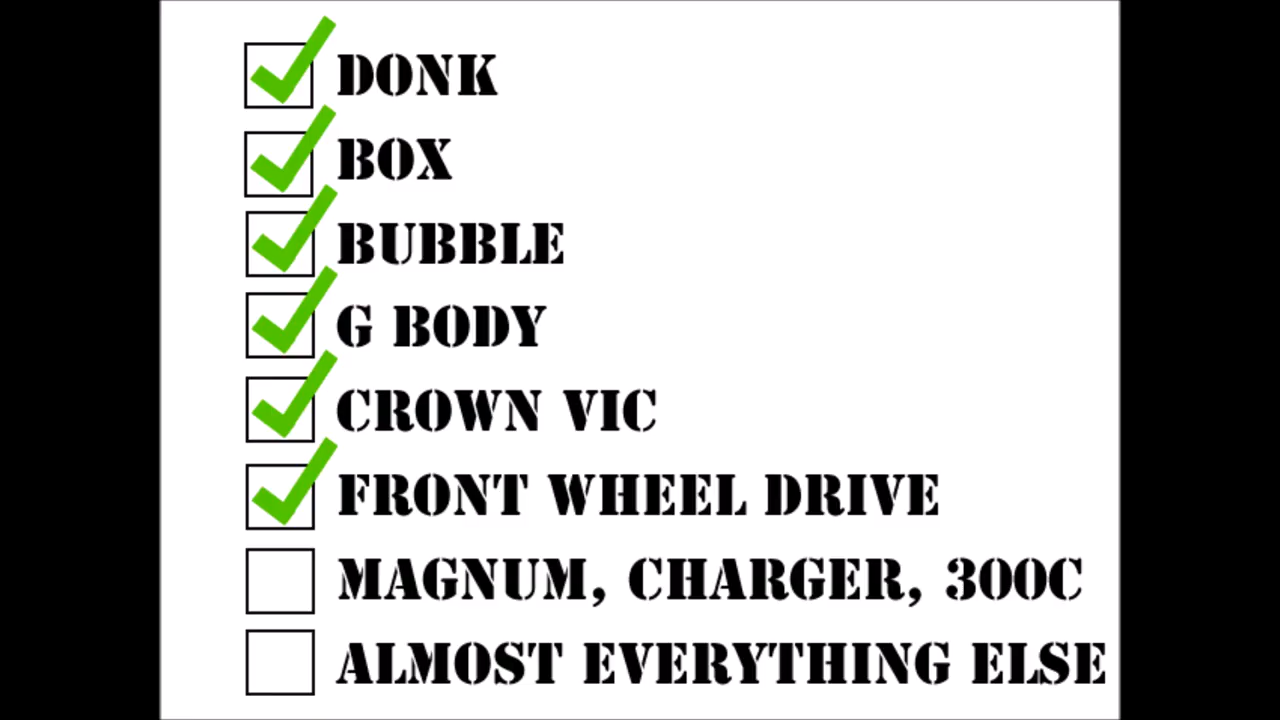 DONK
BOX
BUBBLE
G BODY
CROWN VIC
FRONT WHEEL DRIVE
MAGNUM, CHARGER, 300C
ALMOST EVERYTHING ELSE